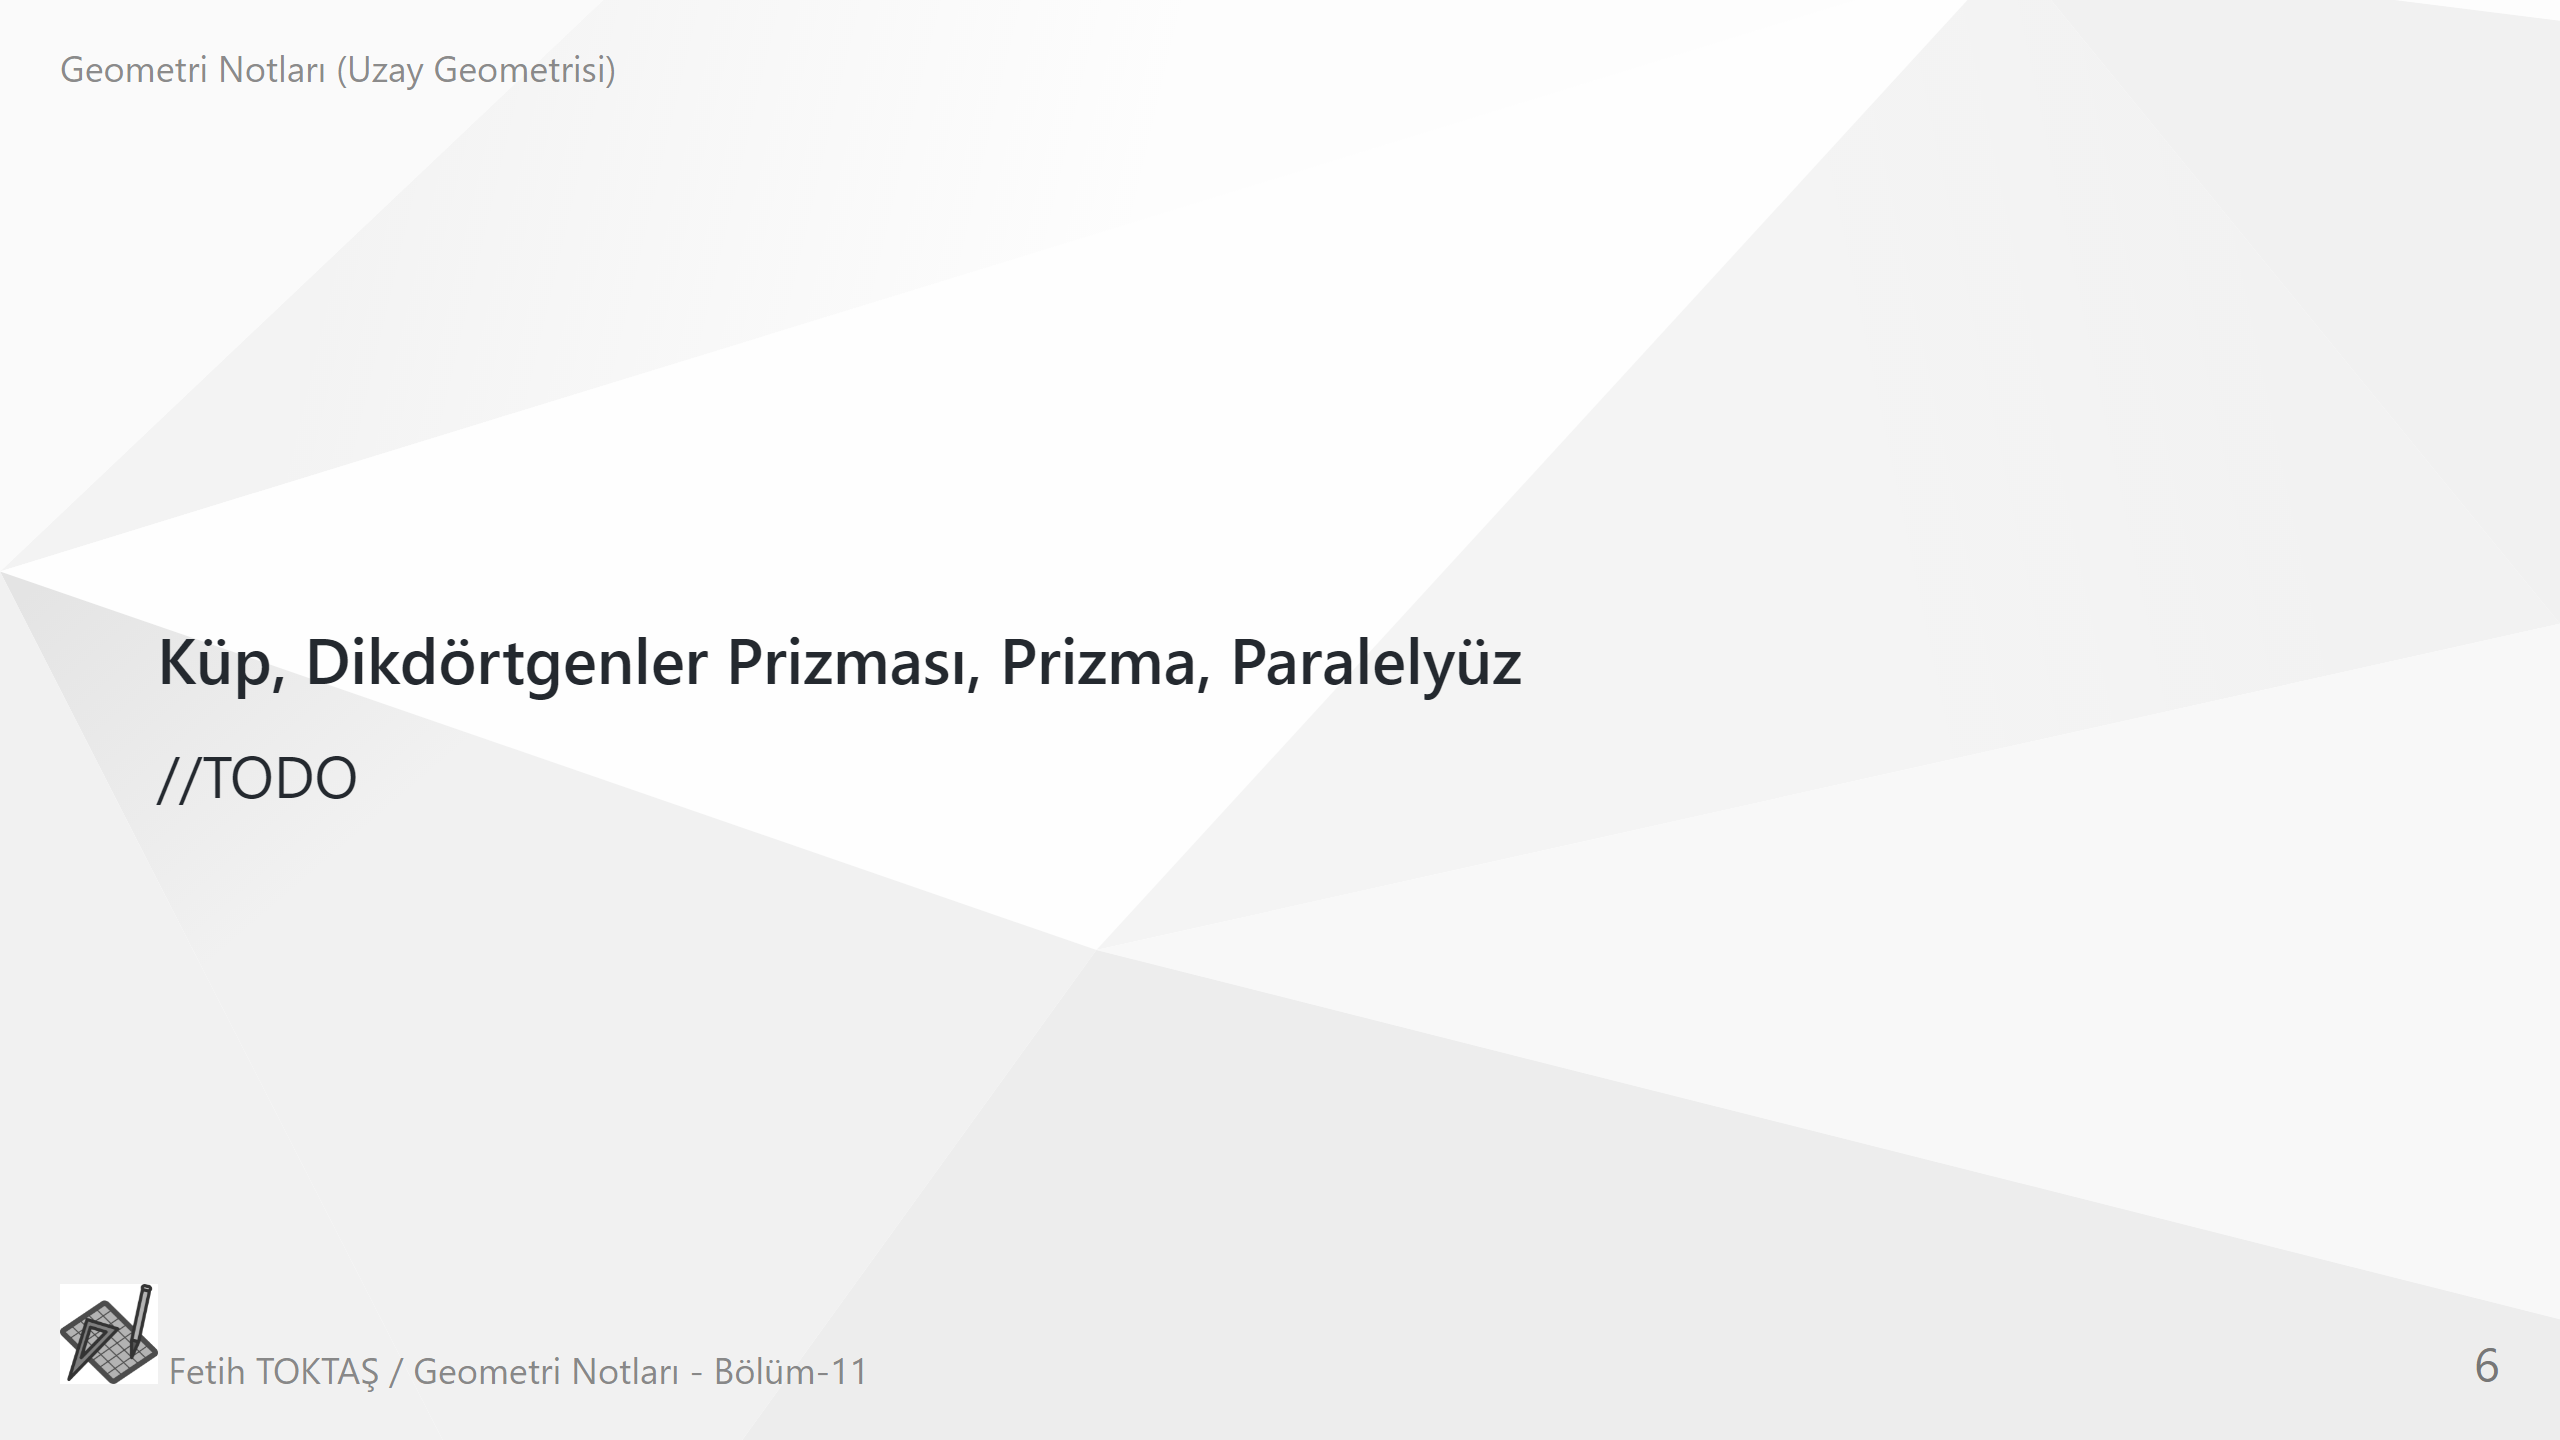 Geometri Notları (Uzay Geometrisi)
Küp, Dikdörtgenler Prizması, Prizma, Paralelyüz
//TODO
Fetih TOKTAŞ / Geometri Notları - Bölüm-11
6